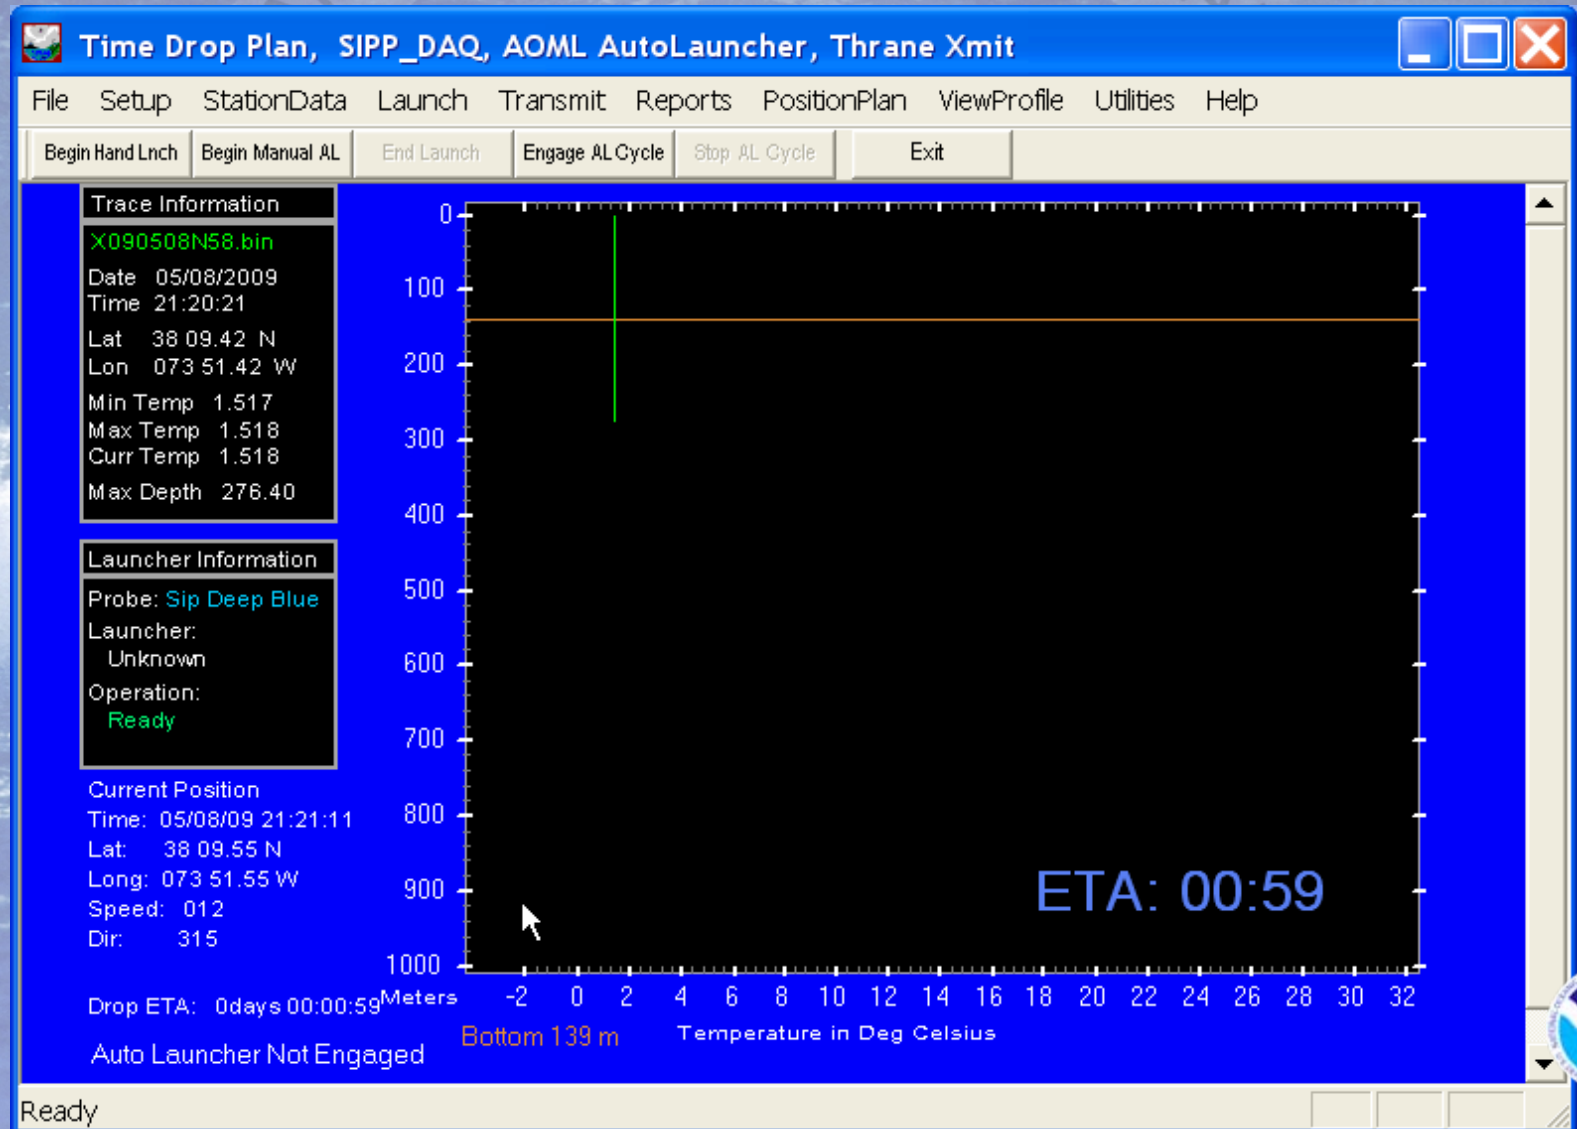 Time Drop Plan, SIPP_DAQ, AOML AutoLauncher, Thrane Xmit
File Setup StationData Launch Transmit Reports PositionPlan ViewProfile Utilities Help
Begin Hand Lnch Begin Manual AL End Launch Engage AL Cycle Stop AL Cycle Exit
Trace Information
X090508N58.bin
Date 05/08/2009
Time 21:20:21
Lat 38 09.42 N
Lon 073 51.42 W
Min Temp 1.517
Max Temp 1.518
Curr Temp 1.518
Max Depth 276.40
Launcher Information
Probe: Sip Deep Blue
Launcher:
Unknown
Operation:
Ready
Current Position
Time: 05/08/09 21:21:11
Lat: 38 09.55 N
Long: 073 51.55 W
Speed: 012
Dir: 315
Drop ETA: 0days 00:00:59
Auto Launcher Not Engaged
0
100
200
300
400
500
600
700
800
900
1000
ETA: 00:59
Meters -2 0 2 4 6 8 10 12 14 16 18 20 22 24 26 28 30 32
Bottom 139 m Temperature in Deg Celsius
Ready